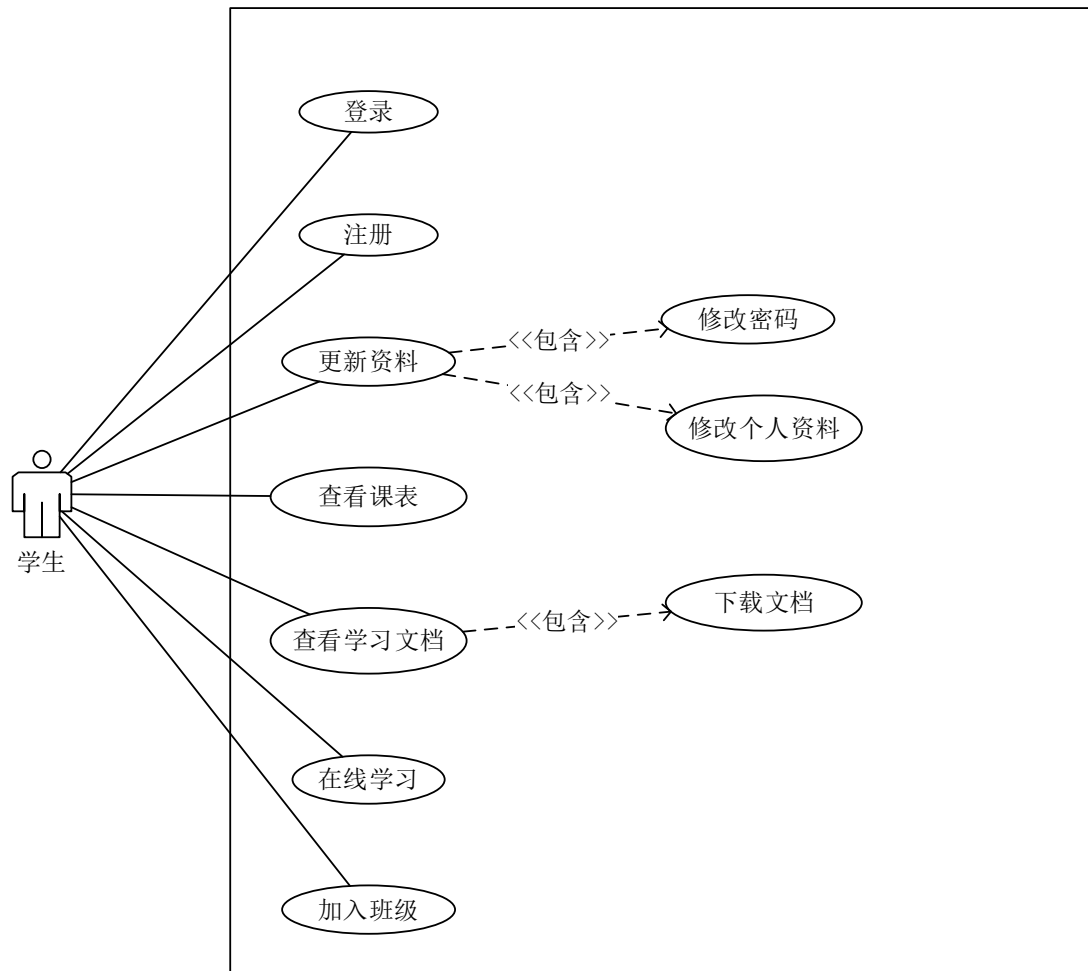 登录
注册
更新资料
<<包含>>
修改密码
<<包含>>
修改个人资料
查看课表
学生
查看学习文档
<<包含>>
下载文档
在线学习
加入班级